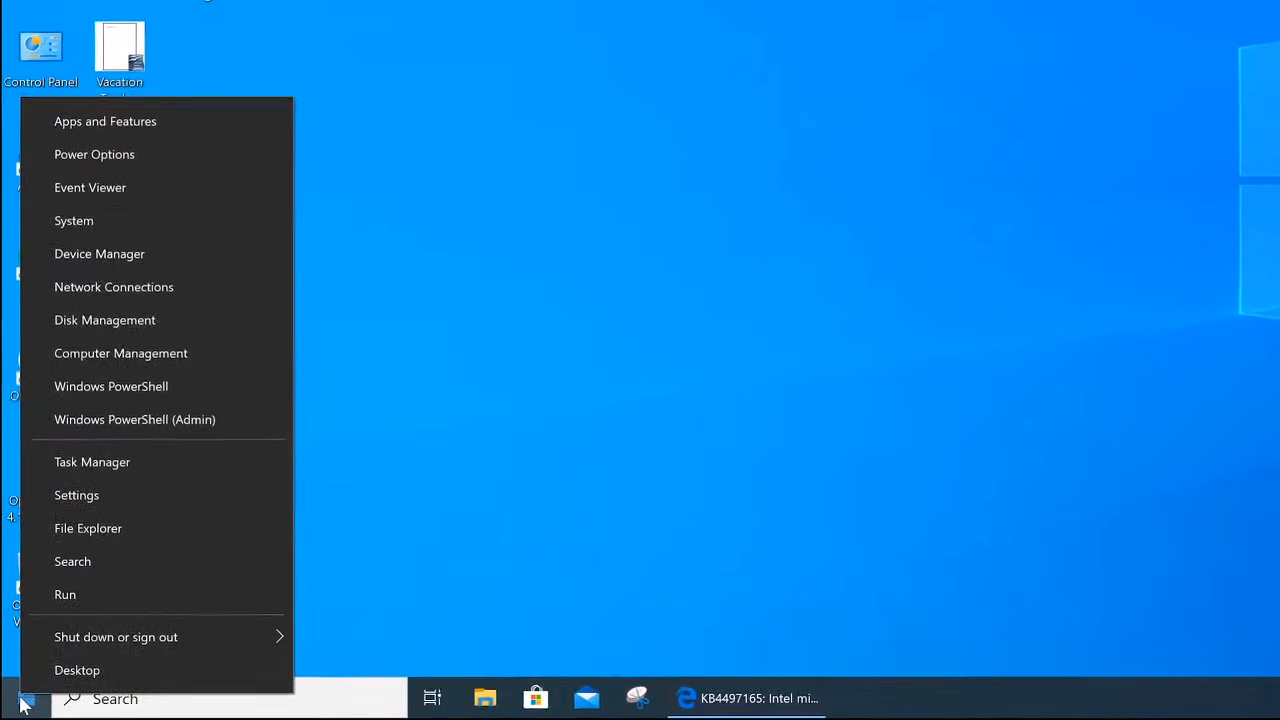 Control Panel
Vacation
Apps and Features
Power Options
Event Viewer
System
Device Manager
Network Connections
Disk Management
Computer Management
Windows PowerShell
Windows PowerShell (Admin)
Task Manager
Settings
File Explorer
Search
Run
Shut down or sign out
Desktop
Search
KB4497165: Intel mi...